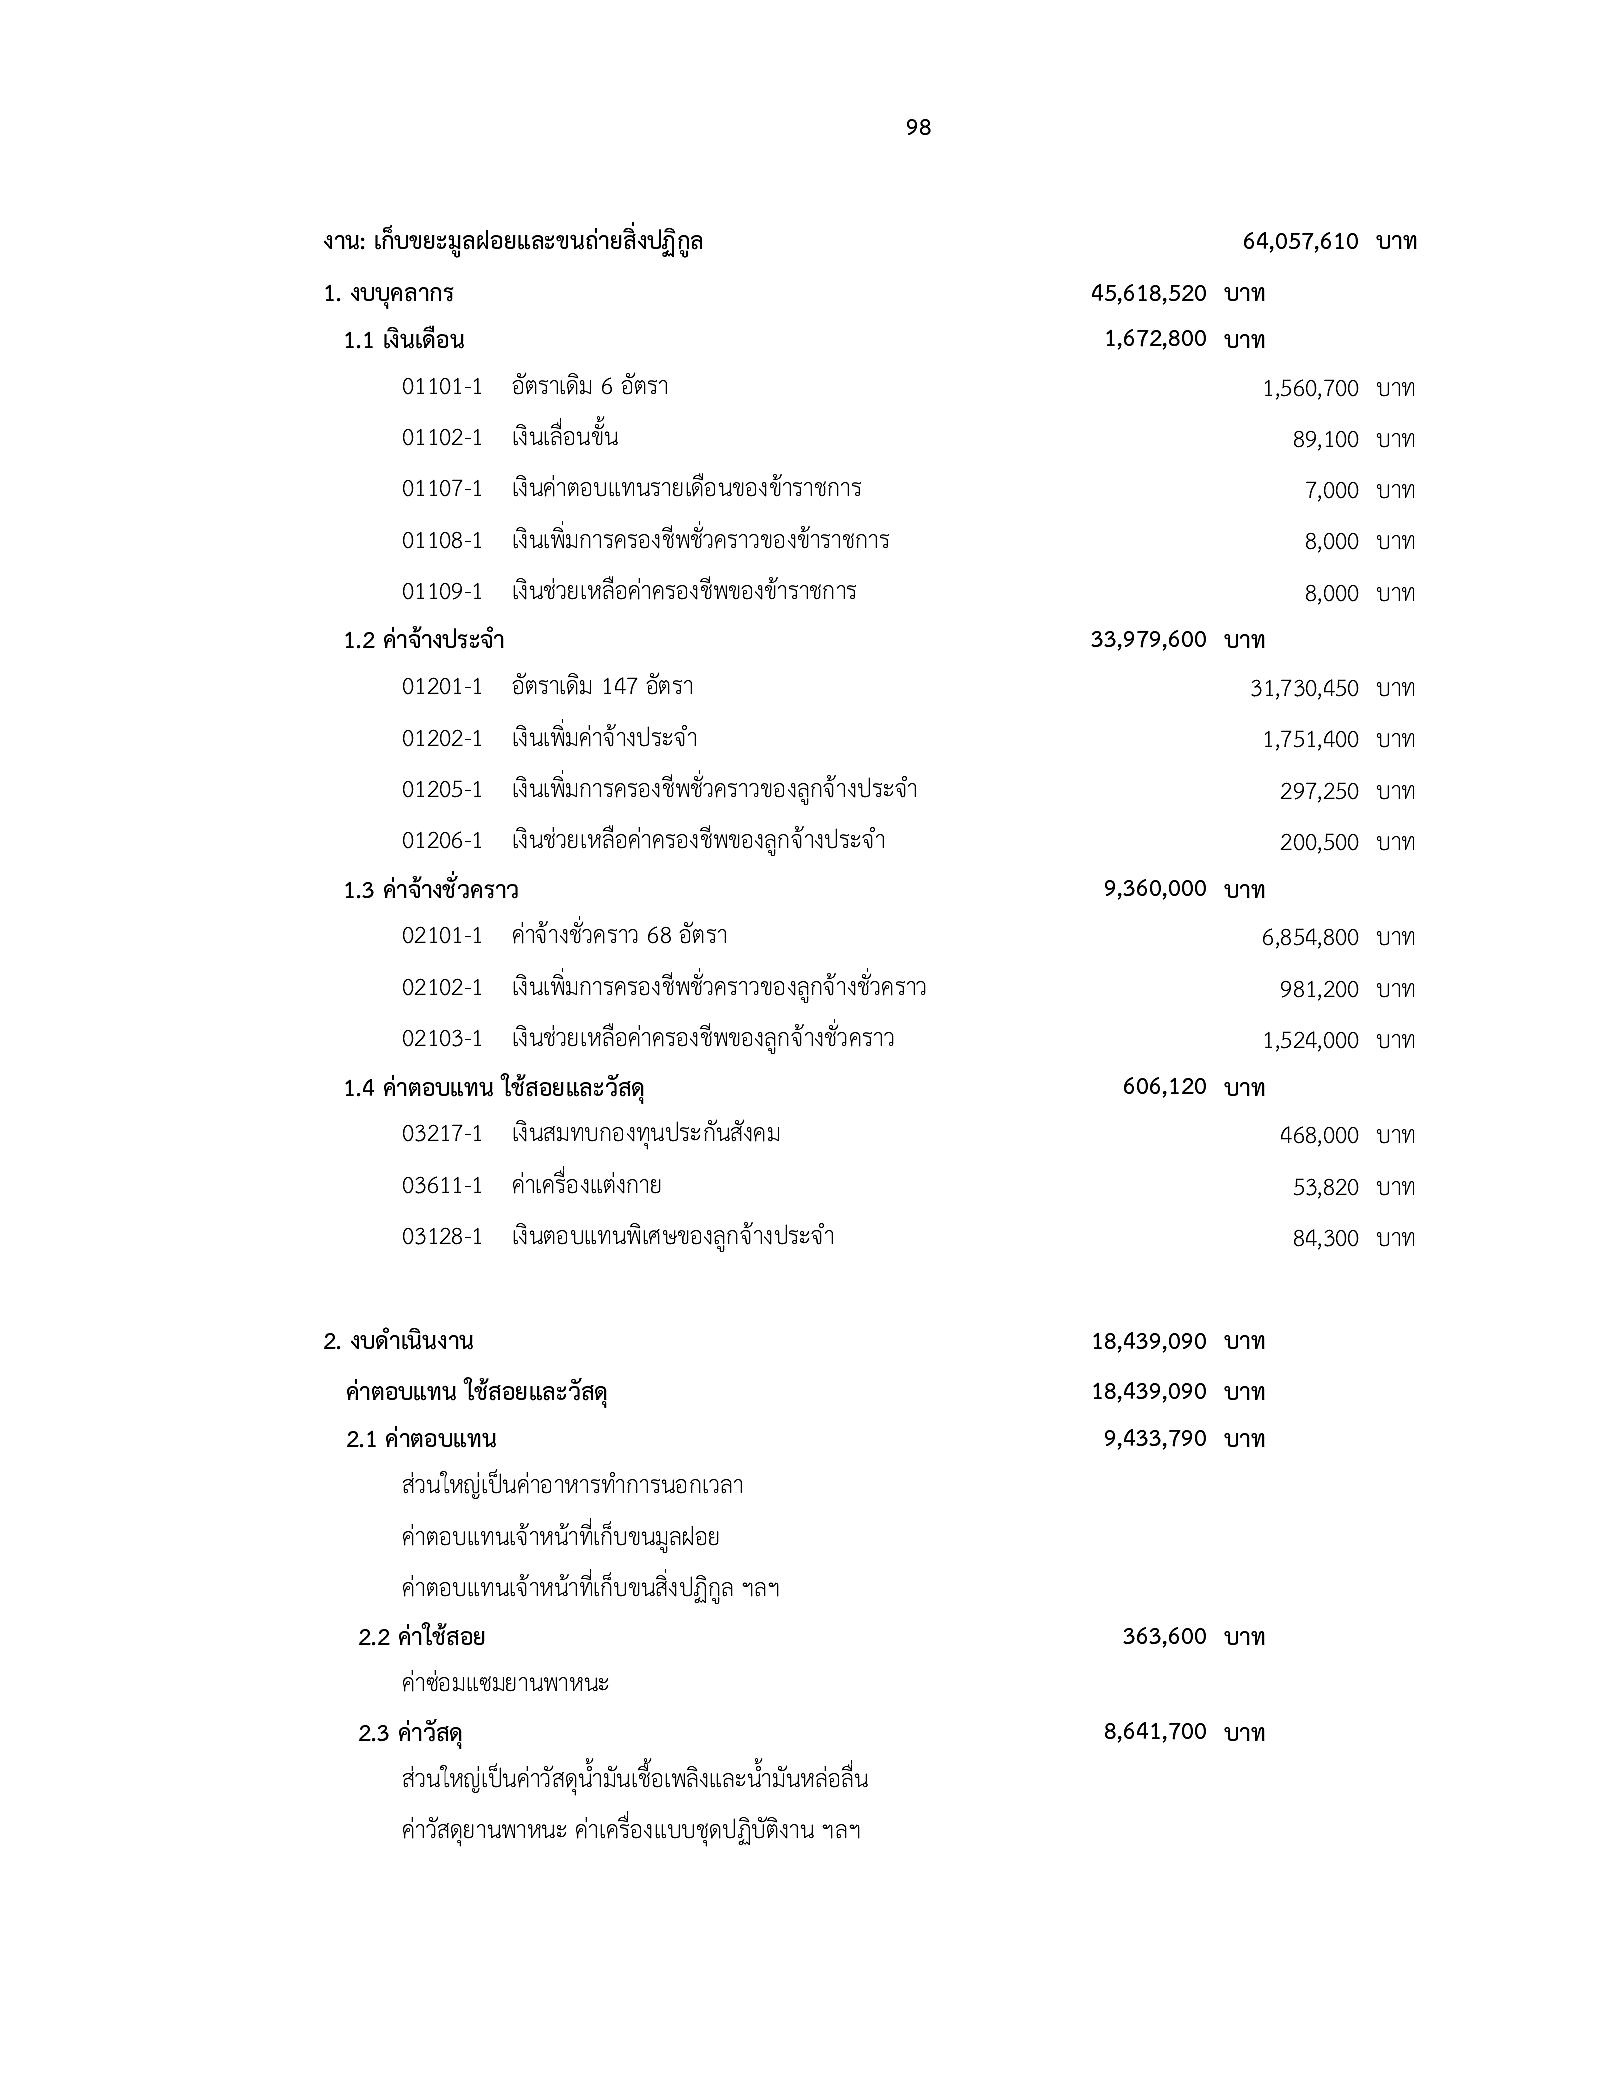 98
งาน: เก็บขยะมูลฝอยและขนถ่ายสิ่งปฏิกูล 64,057,610 บาท
1. งบบุคลากร 45,618,520 บาท
1.1 เงินเดือน 1,672,800 บาท
01101-1 อัตราเดิม 6 อัตรา 1,560,700 บาท
01102-1 เงินเลื่อนขั้น 89,100 บาท
01107-1 เงินค่าตอบแทนรายเดือนของข้าราชการ 7,000 บาท
01108-1 เงินเพิ่มการครองชีพชั่วคราวของข้าราชการ 8,000 บาท
01109-1 เงินช่วยเหลือค่าครองชีพของข้าราชการ 8,000 บาท
1.2 ค่าจ้างประจำ 33,979,600 บาท
01201-1 อัตราเดิม 147 อัตรา 31,730,450 บาท
01202-1 เงินเพิ่มค่าจ้างประจำ 1,751,400 บาท
01205-1 เงินเพิ่มการครองชีพชั่วคราวของลูกจ้างประจำ 297,250 บาท
01206-1 เงินช่วยเหลือค่าครองชีพของลูกจ้างประจำ 200,500 บาท
1.3 ค่าจ้างชั่วคราว 9,360,000 บาท
02101-1 ค่าจ้างชั่วคราว 68 อัตรา 6,854,800 บาท
02102-1 เงินเพิ่มการครองชีพชั่วคราวของลูกจ้างชั่วคราว 981,200 บาท
02103-1 เงินช่วยเหลือค่าครองชีพของลูกจ้างชั่วคราว 1,524,000 บาท
1.4 ค่าตอบแทน ใช้สอยและวัสดุ 606,120 บาท
03217-1 เงินสมทบกองทุนประกันสังคม 468,000 บาท
03611-1 ค่าเครื่องแต่งกาย 53,820 บาท
03128-1 เงินตอบแทนพิเศษของลูกจ้างประจำ 84,300 บาท
2. งบดำเนินงาน 18,439,090 บาท
ค่าตอบแทน ใช้สอยและวัสดุ 18,439,090 บาท
2.1 ค่าตอบแทน 9,433,790 บาท
ส่วนใหญ่เป็นค่าอาหารทำการนอกเวลา
ค่าตอบแทนเจ้าหน้าที่เก็บขนมูลฝอย
ค่าตอบแทนเจ้าหน้าที่เก็บขนสิ่งปฏิกูล ฯลฯ
2.2 ค่าใช้สอย 363,600 บาท
ค่าซ่อมแซมยานพาหนะ
2.3 ค่าวัสดุ 8,641,700 บาท
ส่วนใหญ่เป็นค่าวัสดุน้ำมันเชื้อเพลิงและน้ำมันหล่อลื่น
ค่าวัสดุยานพาหนะ ค่าเครื่องแบบชุดปฏิบัติงาน ฯลฯ